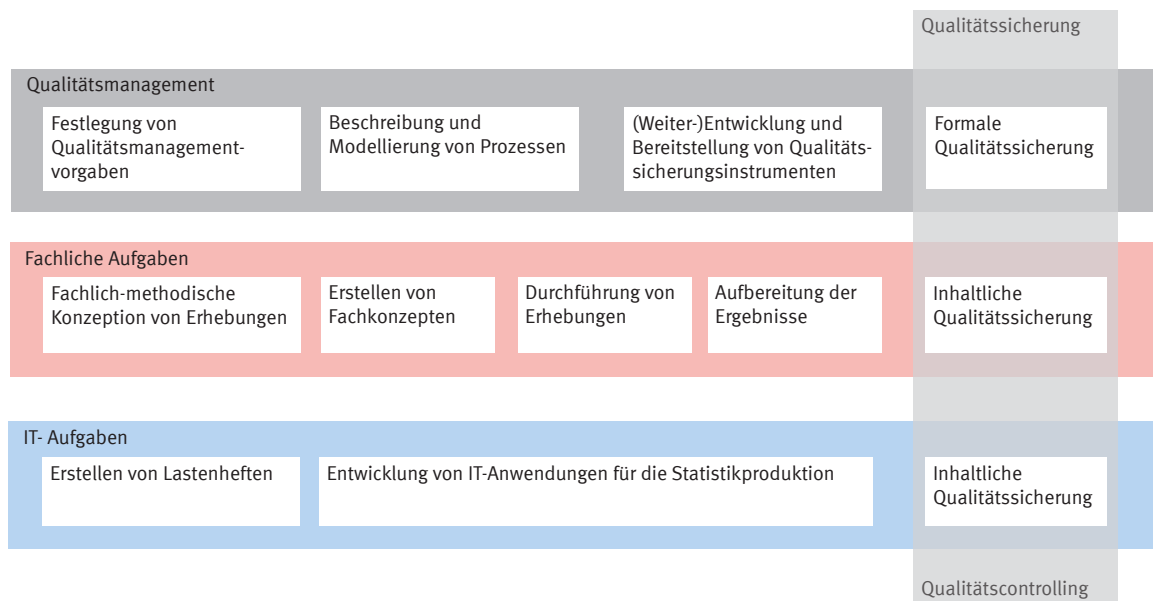 Qualitätssicherung
Qualitätsmanagement
Festlegung von
Qualitätsmanagement-
vorgaben
Beschreibung und
Modellierung von Prozessen
(Weiter-)Entwicklung und
Bereitstellung von Qualitäts-
sicherungsinstrumenten
Formale
Qualitätssicherung
Fachliche Aufgaben
Fachlich-methodische
Konzeption von Erhebungen
Erstellen von
Fachkonzepten
Durchführung von
Erhebungen
Aufbereitung der
Ergebnisse
Inhaltliche
Qualitätssicherung
IT- Aufgaben
Erstellen von Lastenheften
Entwicklung von IT-Anwendungen für die Statistikproduktion
Inhaltliche
Qualitätssicherung
Qualitätscontrolling